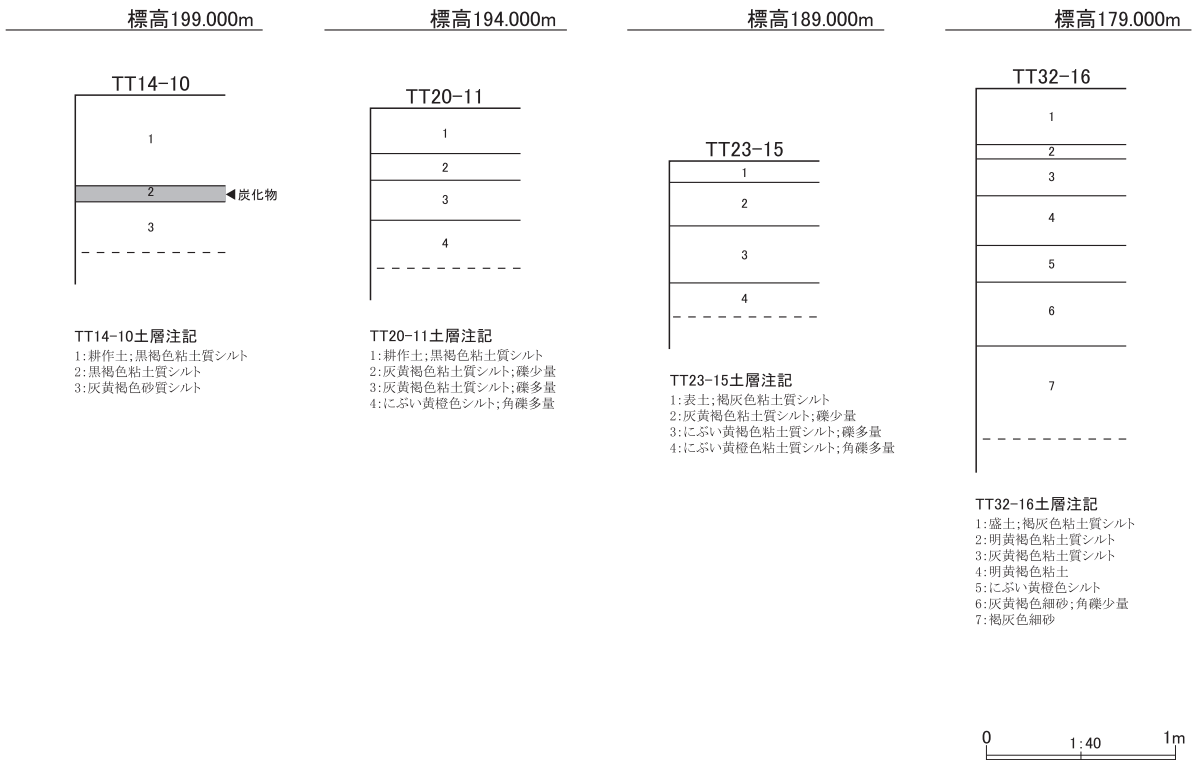 標高199.000m
TT14-10
1
2
◀炭化物
3
TT14-10土層注記
1:耕作土;黒褐色粘土質シルト
2:黒褐色粘土質シルト
3:灰黄褐色砂質シルト
標高194.000m
TT20-11
1
2
3
4
TT20-11土層注記
1:耕作土;黒褐色粘土質シルト
2:灰黄褐色粘土質シルト;礫少量
3:灰黄褐色粘土質シルト;礫多量
4:にぶい黄橙色シルト;角礫多量
標高189.000m
TT23-15
1
2
3
4
TT23-15土層注記
1:表土;褐灰色粘土質シルト
2:灰黄褐色粘土質シルト;礫少量
3:にぶい黄褐色粘土質シルト;礫多量
4:にぶい黄橙色粘土質シルト;角礫多量
標高179.000m
TT32-16
1
2
3
4
5
6
7
TT32-16土層注記
1:盛土;褐灰色粘土質シルト
2:明黄褐色粘土質シルト
3:灰黄褐色粘土質シルト
4:明黄褐色粘土
5:にぶい黄橙色シルト
6:灰黄褐色細砂;角礫少量
7:褐灰色細砂
0 1:40 1m